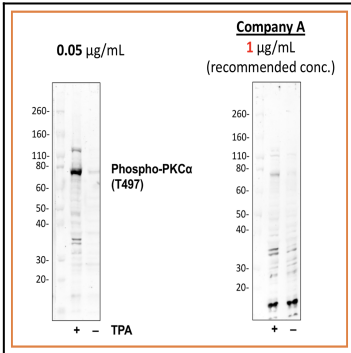 0.05 µg/mL
260-
160-
110-
80-
60-
50-
40-
30-
20-
Phospho-PKCα
(T497)
+ – TPA
Company A
1 µg/mL
(recommended conc.)
260-
160-
110-
80-
60-
50-
40-
30-
20-
+ –